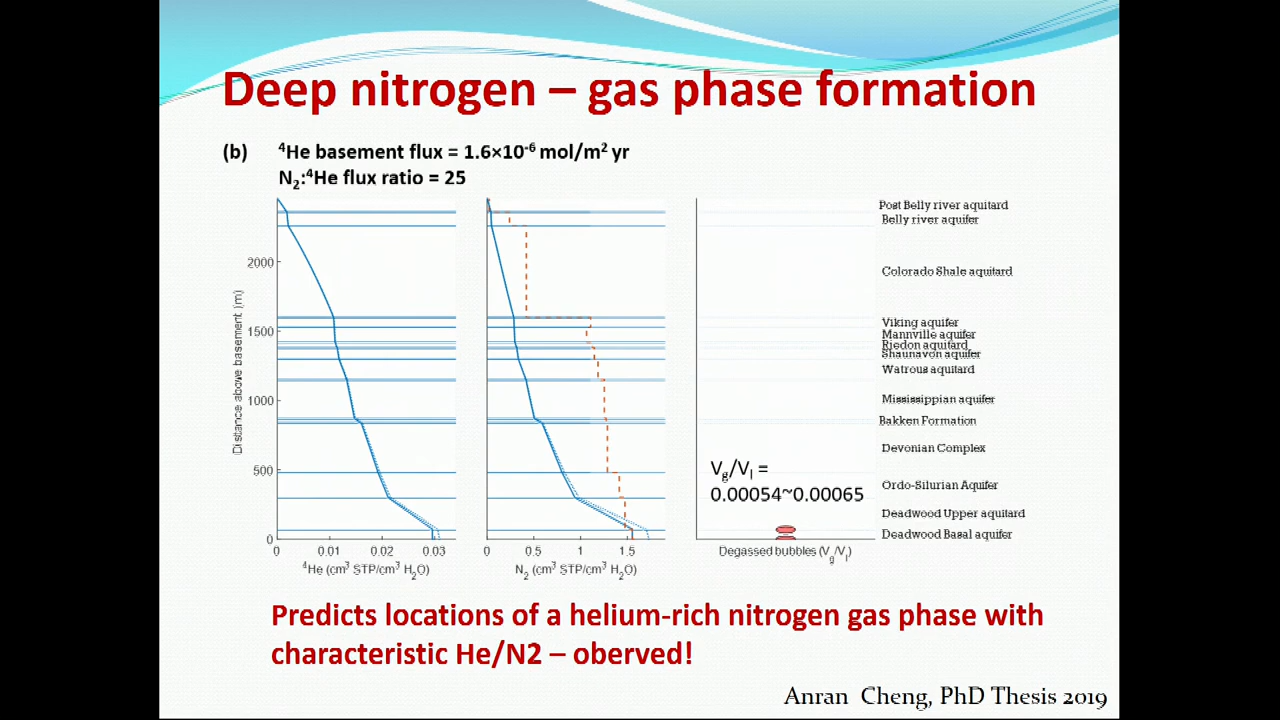 Deep nitrogen – gas phase formation
(b) ⁴He basement flux = 1.6×10⁻⁶ mol/m² yr
N₂:⁴He flux ratio = 25
Post Belly river aquitard
Belly river aquifer
Colorado Shale aquitard
Viking aquifer
Mannville aquifer
Rierdon aquitard
Shaunavon aquifer
Watrous aquitard
Mississippian aquifer
Bakken Formation
Devonian Complex
Ordo-Silurian Aquifer
Deadwood Upper aquitard
Deadwood Basal aquifer
Distance above basement (m)
2000
1500
1000
500
0
0 0.01 0.02 0.03
⁴He (cm³ STP/cm³ H₂O)
0 0.5 1 1.5
N₂ (cm³ STP/cm³ H₂O)
V_g/V_l =
0.00054~0.00065
Degassed bubbles (V_g/V_l)
Predicts locations of a helium-rich nitrogen gas phase with
characteristic He/N2 – oberved!
Anran Cheng, PhD Thesis 2019